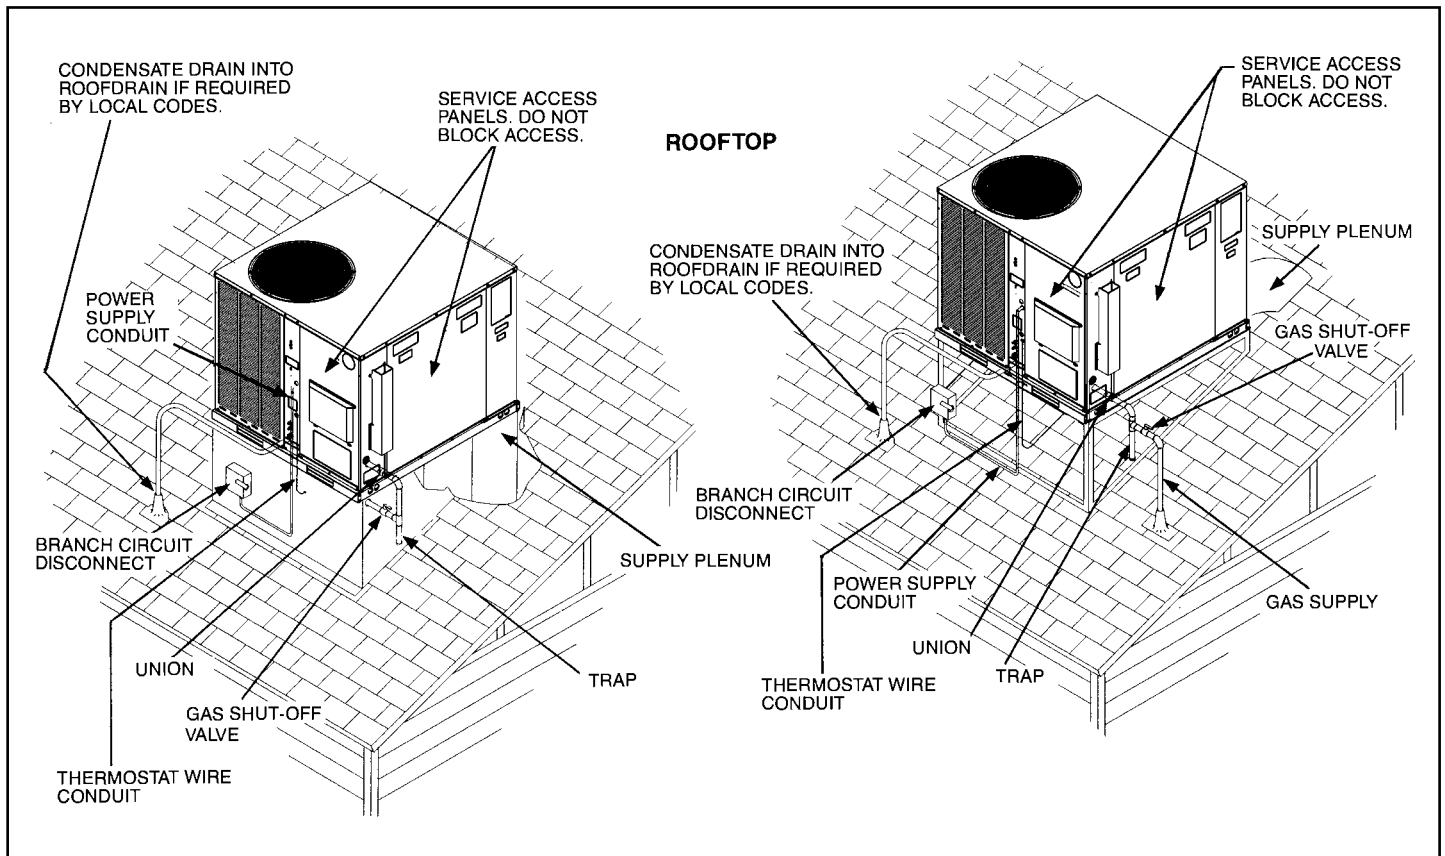 CONDENSATE DRAIN INTO
ROOFDRAIN IF REQUIRED
BY LOCAL CODES.
SERVICE ACCESS
PANELS. DO NOT
BLOCK ACCESS.
ROOFTOP
SERVICE ACCESS
PANELS. DO NOT
BLOCK ACCESS.
POWER
SUPPLY
CONDUIT
CONDENSATE DRAIN INTO
ROOFDRAIN IF REQUIRED
BY LOCAL CODES.
SUPPLY PLENUM
GAS SHUT-OFF
VALVE
BRANCH CIRCUIT
DISCONNECT
SUPPLY PLENUM
BRANCH CIRCUIT
DISCONNECT
POWER SUPPLY
CONDUIT
GAS SUPPLY
UNION
TRAP
UNION
TRAP
GAS SHUT-OFF
VALVE
THERMOSTAT WIRE
CONDUIT
THERMOSTAT WIRE
CONDUIT